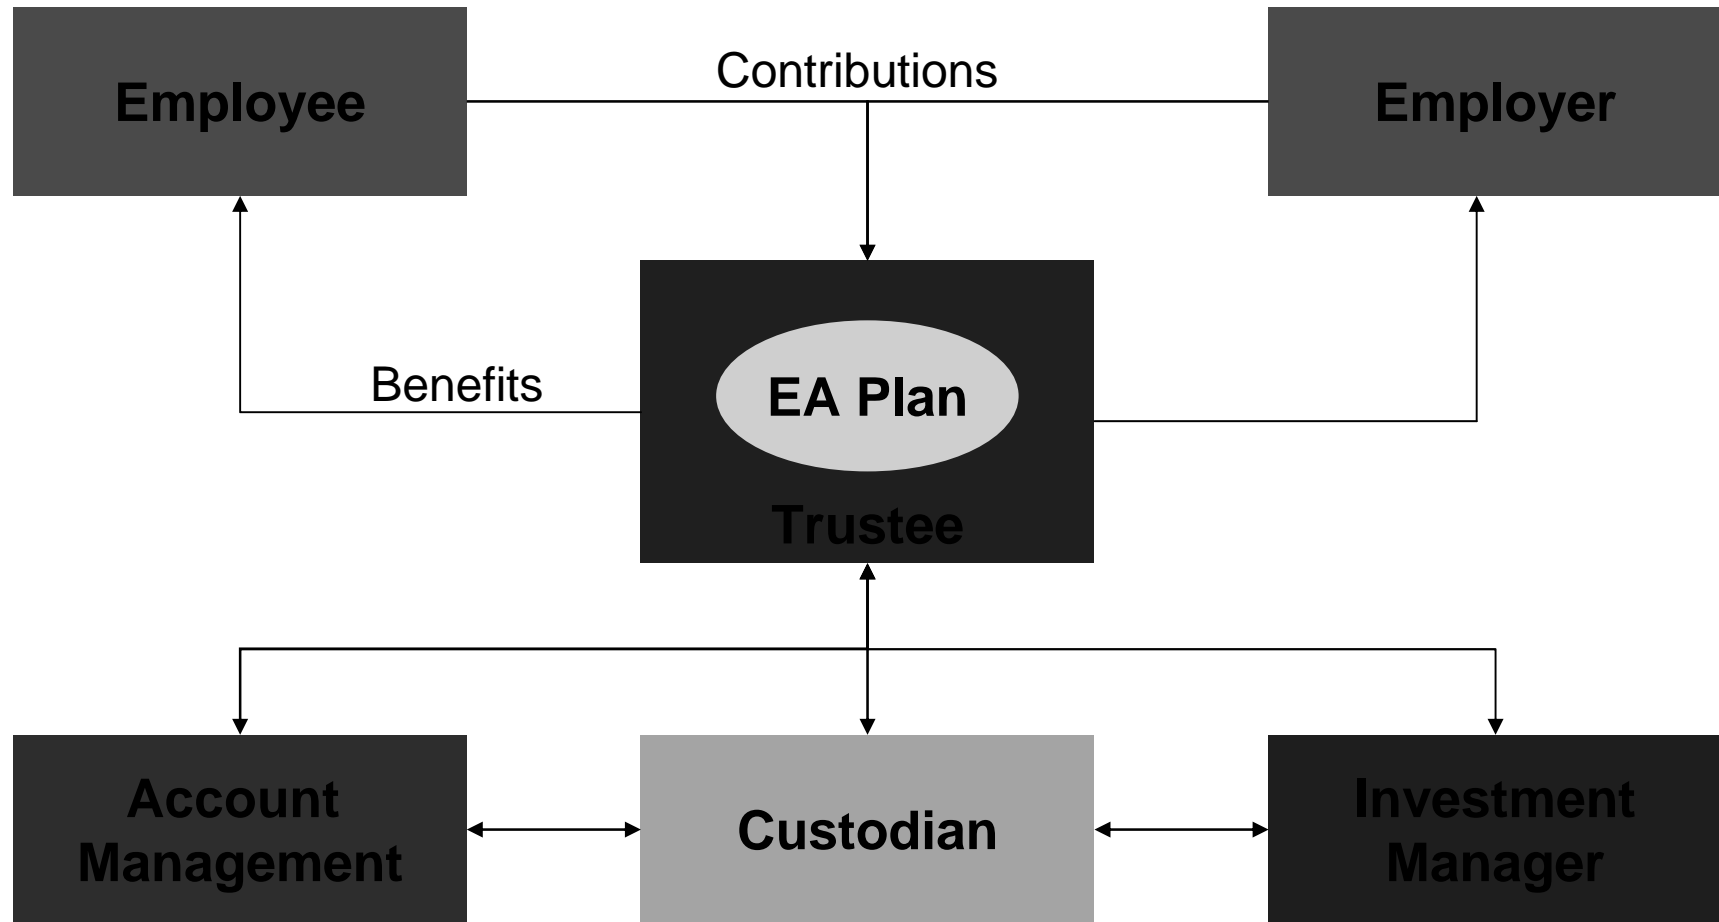 Contributions
Employee
Employer
Benefits
EA Plan
Trustee
Account
Management
Custodian
Investment
Manager